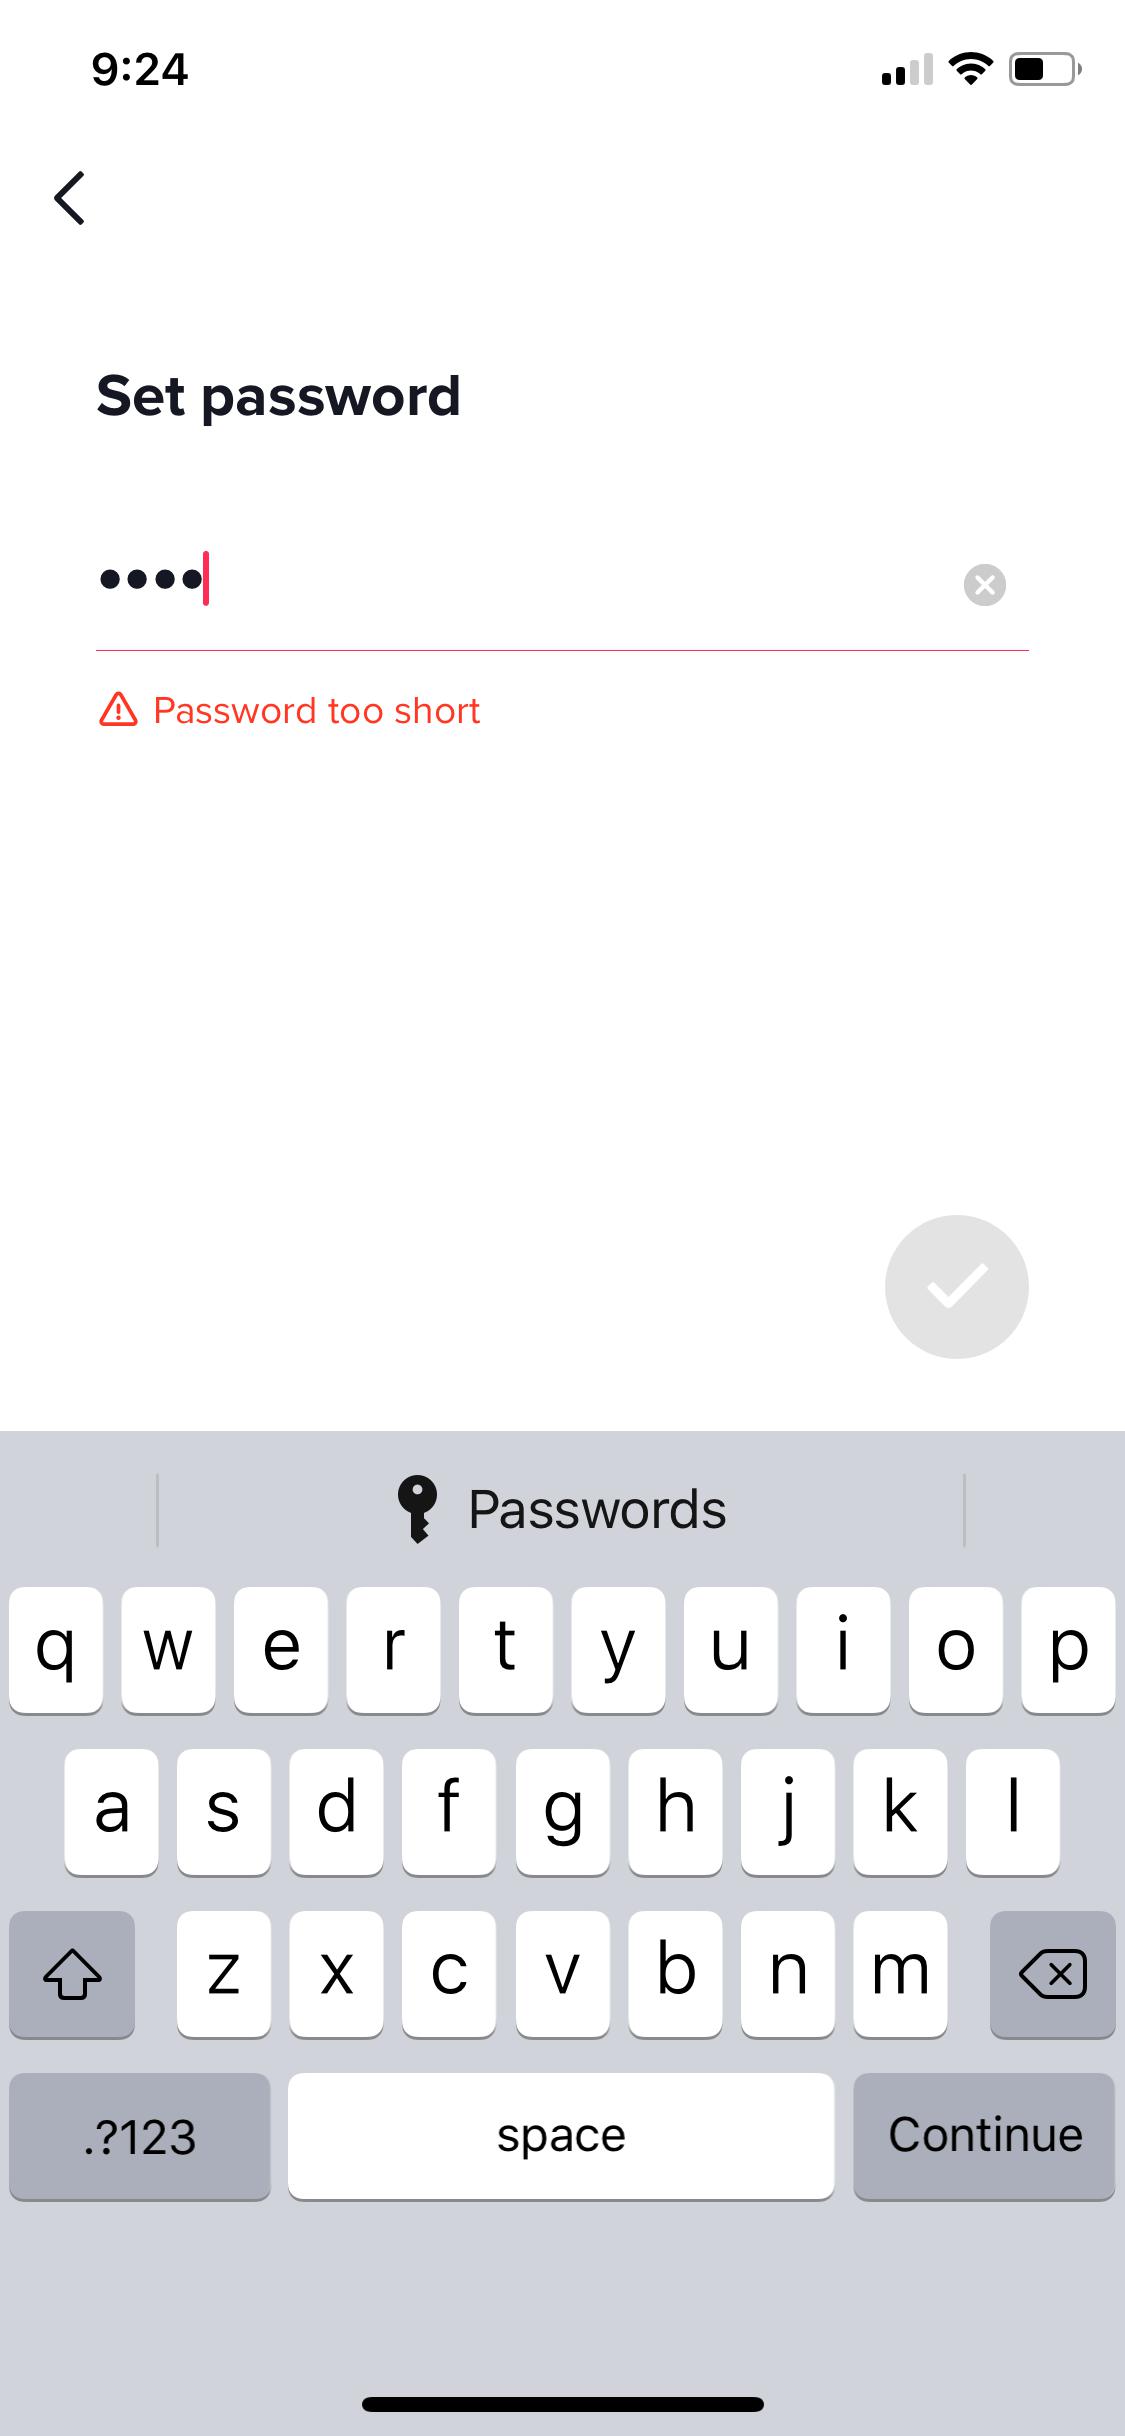 9:24
Set password
••••
Password too short
Passwords
q w e r t y u i o p
a s d f g h j k l
z x c v b n m
.?123 space Continue